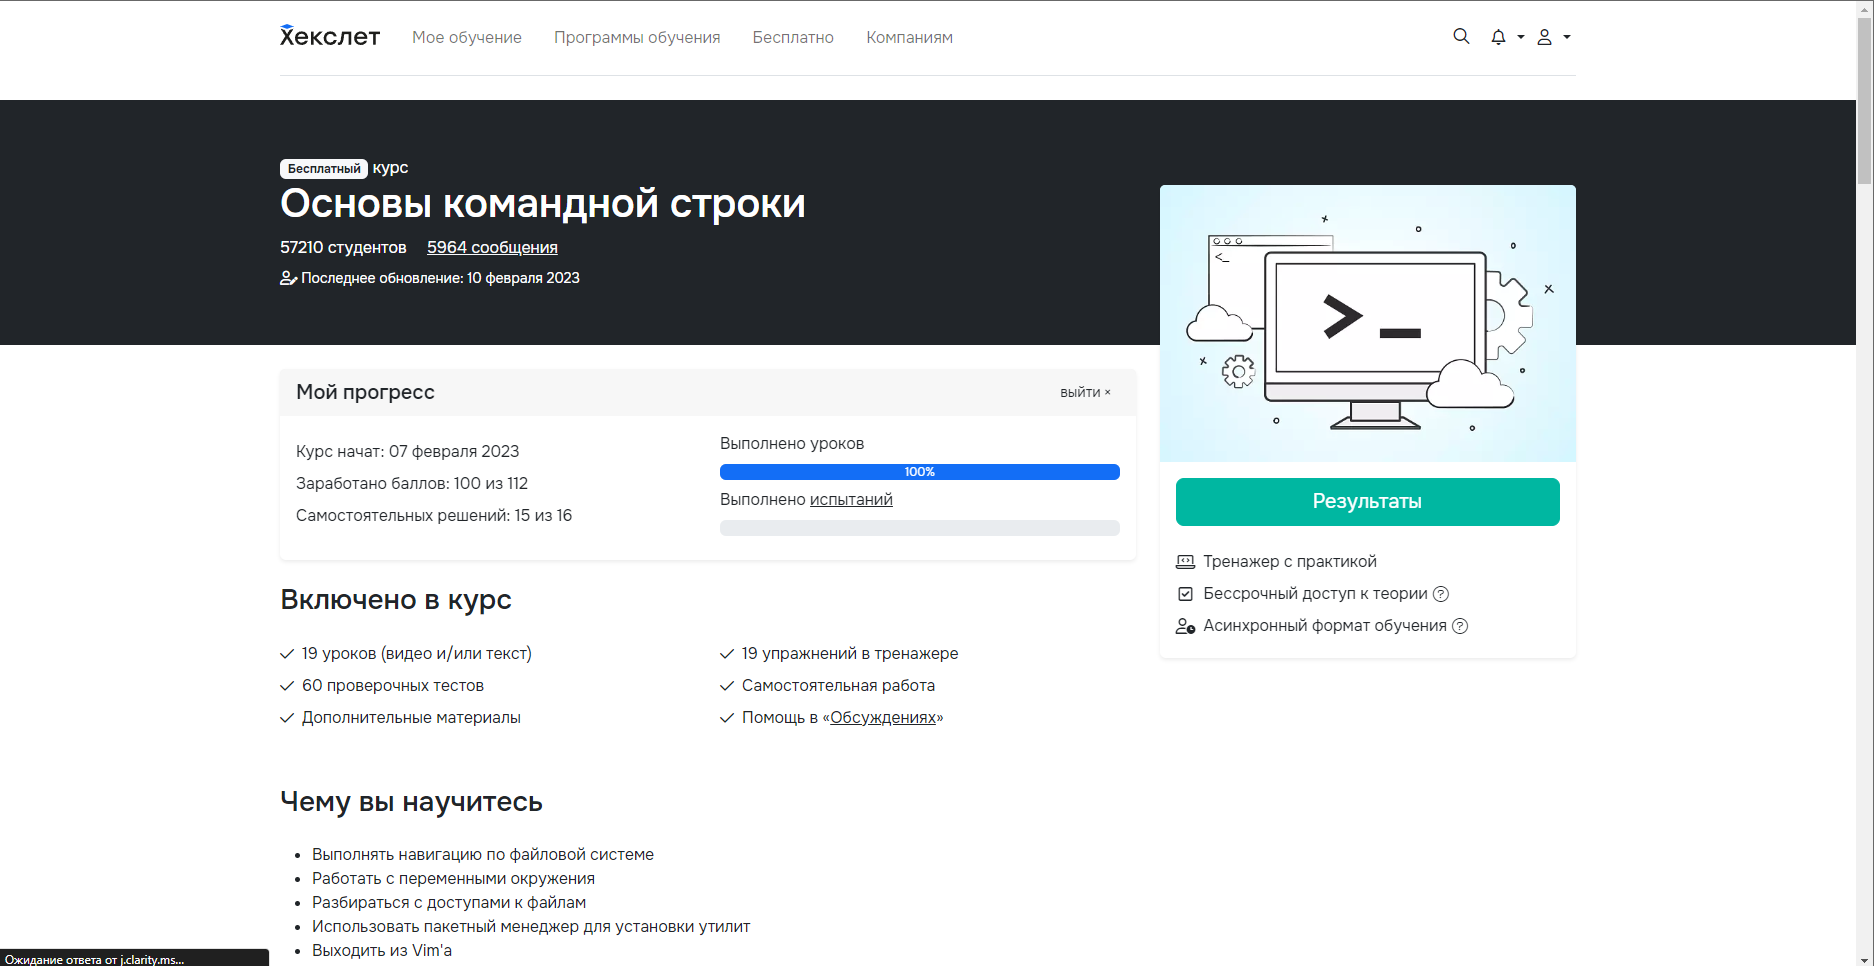 Хекслет Мое обучение Программы обучения Бесплатно Компаниям
Бесплатный курс
Основы командной строки
57210 студентов 5964 сообщения
Последнее обновление: 10 февраля 2023
<_
>_
Мой прогресс
выйти ×
Курс начат: 07 февраля 2023
Заработано баллов: 100 из 112
Самостоятельных решений: 15 из 16
Выполнено уроков
100%
Выполнено испытаний
Результаты
Тренажер с практикой
Бессрочный доступ к теории ?
Асинхронный формат обучения ?
Включено в курс
19 уроков (видео и/или текст)
19 упражнений в тренажере
60 проверочных тестов
Самостоятельная работа
Дополнительные материалы
Помощь в «Обсуждениях»
Чему вы научитесь
• Выполнять навигацию по файловой системе
• Работать с переменными окружения
• Разбираться с доступами к файлам
• Использовать пакетный менеджер для установки утилит
• Выходить из Vim'а
Ожидание ответа от j.clarity.ms...